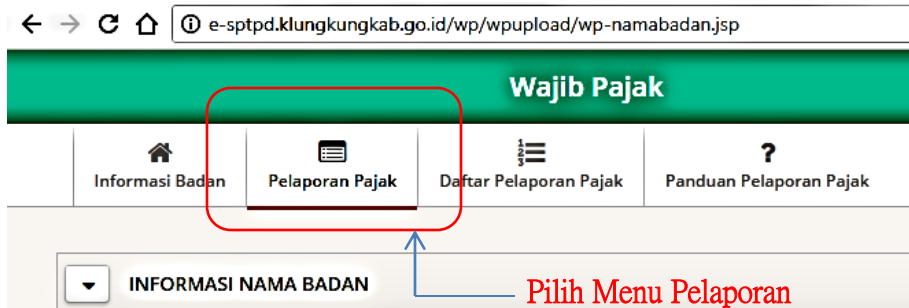 e-sptpd.klungkungkab.go.id/wp/wpupload/wp-namabadan.jsp
Wajib Pajak
Informasi Badan
Pelaporan Pajak
Daftar Pelaporan Pajak
Panduan Pelaporan Pajak
INFORMASI NAMA BADAN
Pilih Menu Pelaporan